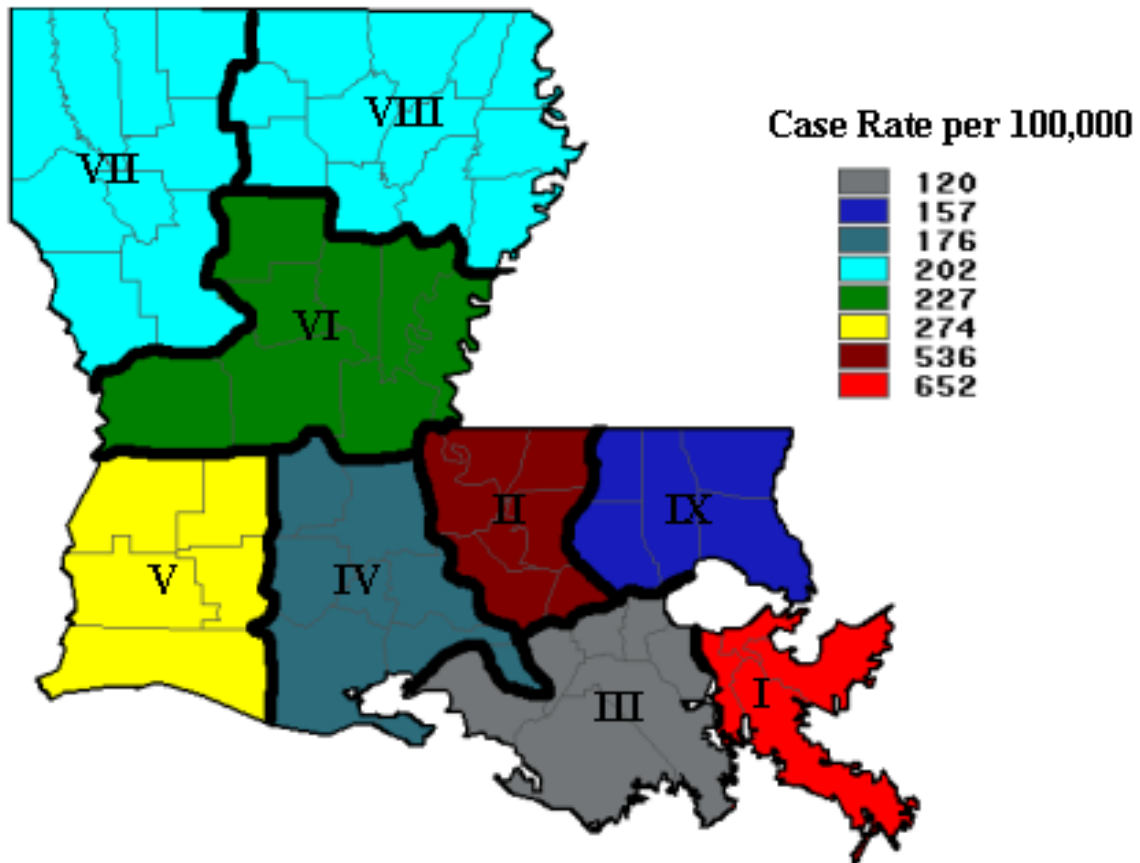 VIII
Case Rate per 100,000
VII
120
157
176
202
227
274
536
652
VI
II
IX
V
IV
I
III